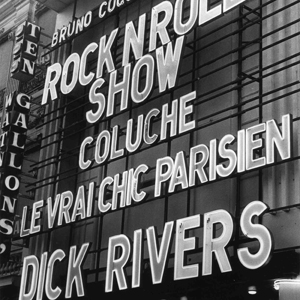 BRUNO COQ
ROCK N ROLL
SHOW
COLUCHE
LE VRAI CHIC PARISIEN
DICK RIVERS
TEN
GALLONS'